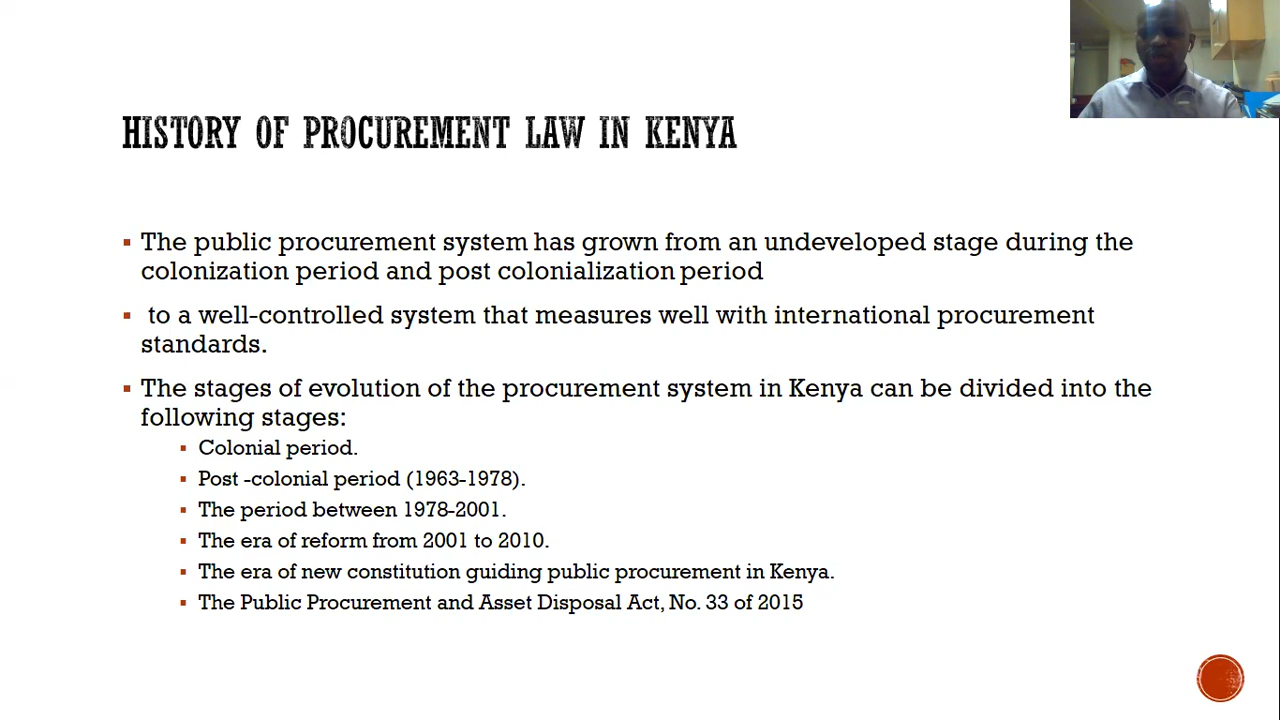 HISTORY OF PROCUREMENT LAW IN KENYA
The public procurement system has grown from an undeveloped stage during the
colonization period and post colonialization period
to a well-controlled system that measures well with international procurement
standards.
The stages of evolution of the procurement system in Kenya can be divided into the
following stages:
Colonial period.
Post -colonial period (1963-1978).
The period between 1978-2001.
The era of reform from 2001 to 2010.
The era of new constitution guiding public procurement in Kenya.
The Public Procurement and Asset Disposal Act, No. 33 of 2015